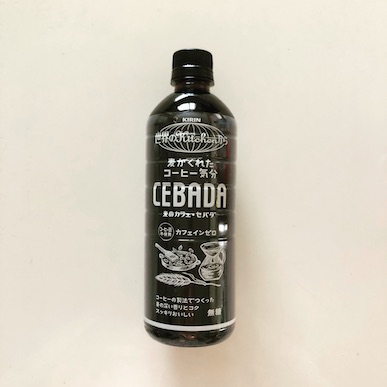 KIRIN
世界のKitchenから
麦がくれた
コーヒー気分
CEBADA
麦のカフェ・セバダ
カフェインゼロ
コーヒーの製法でつくった
麦の深い香りとコク
スッキリおいしい
無糖